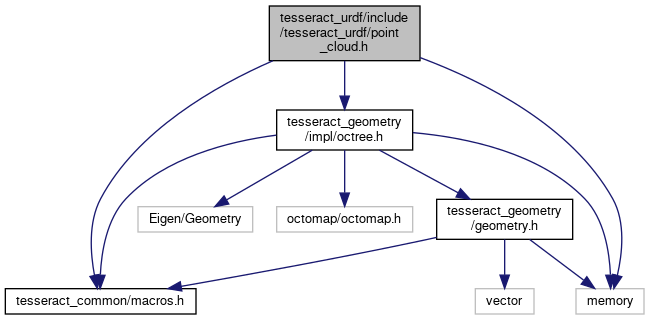 tesseract_urdf/include
/tesseract_urdf/point
_cloud.h
tesseract_geometry
/impl/octree.h
Eigen/Geometry
octomap/octomap.h
tesseract_geometry
/geometry.h
tesseract_common/macros.h
vector
memory